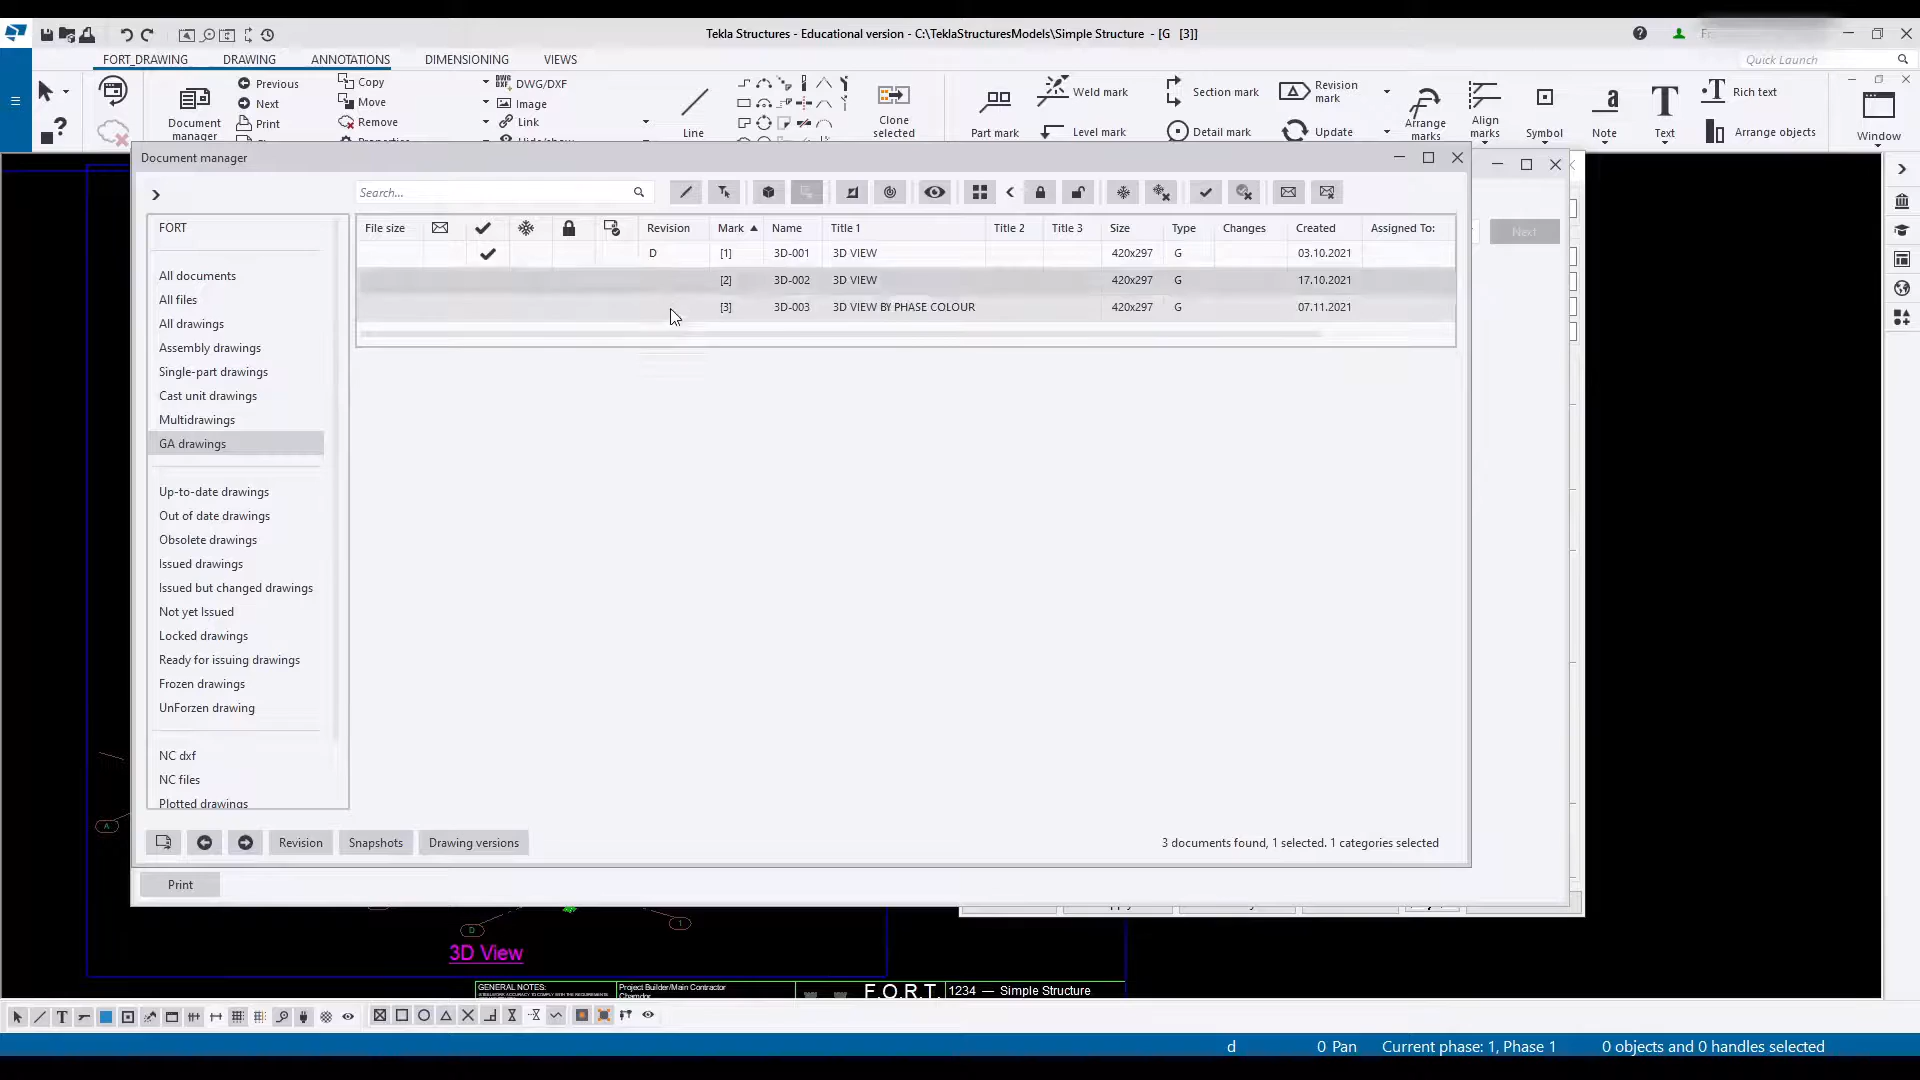 Tekla Structures - Educational version - C:\TeklaStructuresModels\Simple Structure - [G [3]]
FORT_DRAWING DRAWING ANNOTATIONS DIMENSIONING VIEWS
Quick Launch
Document manager
Previous
Next
Print
Copy
Move
Remove
DWG/DXF
Image
Link
Line
Clone selected
Part mark
Weld mark
Level mark
Section mark
Detail mark
Revision mark
Update
Arrange marks
Align marks
Symbol
Note
Text
Rich text
Arrange objects
Window
Document manager
Search...
Next
FORT
All documents
All files
All drawings
Assembly drawings
Single-part drawings
Cast unit drawings
Multidrawings
GA drawings
Up-to-date drawings
Out of date drawings
Obsolete drawings
Issued drawings
Issued but changed drawings
Not yet Issued
Locked drawings
Ready for issuing drawings
Frozen drawings
UnForzen drawing
NC dxf
NC files
Plotted drawings
File size Revision Mark Name Title 1 Title 2 Title 3 Size Type Changes Created Assigned To:
D [1] 3D-001 3D VIEW 420x297 G 03.10.2021
[2] 3D-002 3D VIEW 420x297 G 17.10.2021
[3] 3D-003 3D VIEW BY PHASE COLOUR 420x297 G 07.11.2021
Revision Snapshots Drawing versions
3 documents found, 1 selected. 1 categories selected
Print
A
D
1
3D View
GENERAL NOTES:
Project Builder/Main Contractor
F.O.R.T.
1234 — Simple Structure
d 0 Pan Current phase: 1, Phase 1 0 objects and 0 handles selected